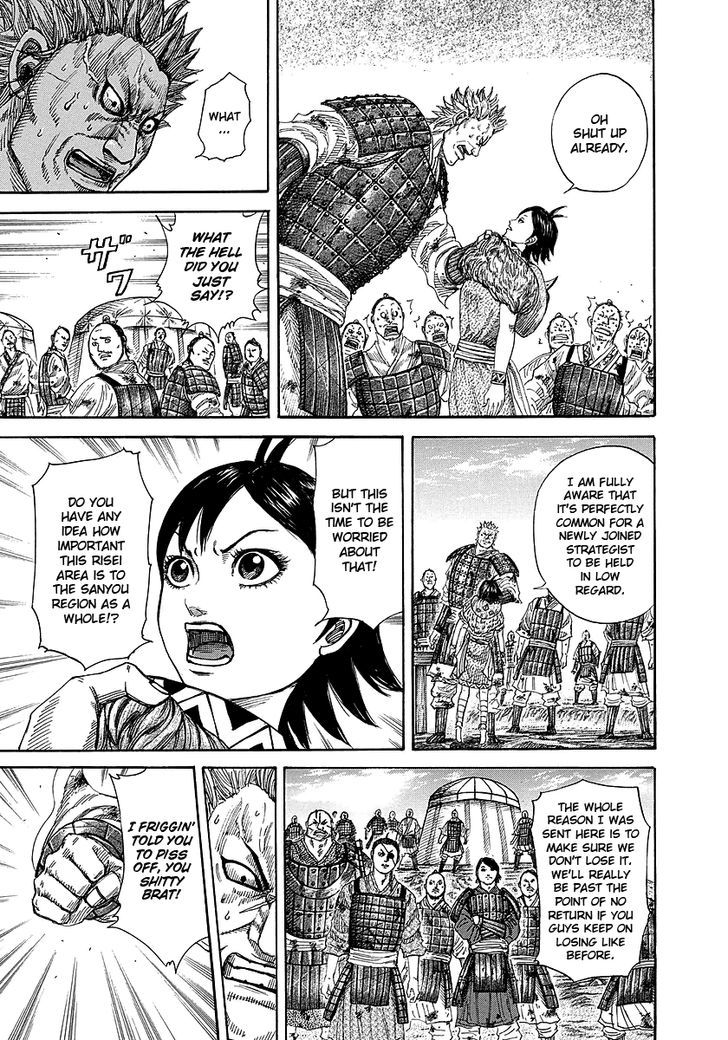 OH
SHUT UP
ALREADY.
WHAT
...
WHAT
THE HELL
DID YOU
JUST
SAY!?
ザワ
I AM FULLY
AWARE THAT
IT'S PERFECTLY
COMMON FOR A
NEWLY JOINED
STRATEGIST
TO BE HELD
IN LOW
REGARD.
BUT THIS
ISN'T THE
TIME TO BE
WORRIED
ABOUT
THAT!
DO YOU
HAVE ANY
IDEA HOW
IMPORTANT
THIS RISEI
AREA IS TO
THE SANYOU
REGION AS A
WHOLE!?
THE WHOLE
REASON I WAS
SENT HERE IS TO
MAKE SURE WE
DON'T LOSE IT.
WE'LL REALLY
BE PAST THE
POINT OF NO
RETURN IF YOU
GUYS KEEP ON
LOSING LIKE
BEFORE.
I FRIGGIN'
TOLD YOU
TO PISS
OFF, YOU
SHITTY
BRAT!